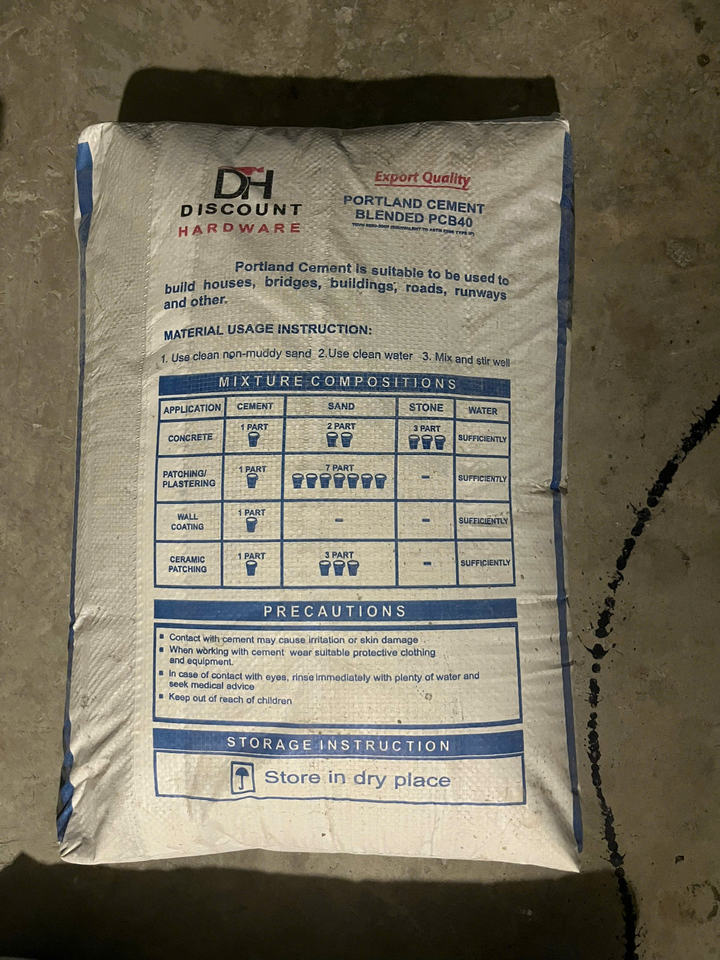 DH
DISCOUNT
HARDWARE
Export Quality
PORTLAND CEMENT
BLENDED PCB40
Portland Cement is suitable to be used to
build houses, bridges, buildings, roads, runways
and other.
MATERIAL USAGE INSTRUCTION:
1. Use clean non-muddy sand 2.Use clean water 3. Mix and stir well
MIXTURE COMPOSITIONS
APPLICATION CEMENT SAND STONE WATER
CONCRETE 1 PART 2 PART 3 PART SUFFICIENTLY
PATCHING/
PLASTERING 1 PART 7 PART - - SUFFICIENTLY
WALL
COATING 1 PART - - SUFFICIENTLY
CERAMIC
PATCHING 1 PART 3 PART - SUFFICIENTLY
PRECAUTIONS
▪ Contact with cement may cause irritation or skin damage
▪ When working with cement wear suitable protective clothing
and equipment.
▪ In case of contact with eyes, rinse immediately with plenty of water and
seek medical advice
▪ Keep out of reach of children
STORAGE INSTRUCTION
Store in dry place